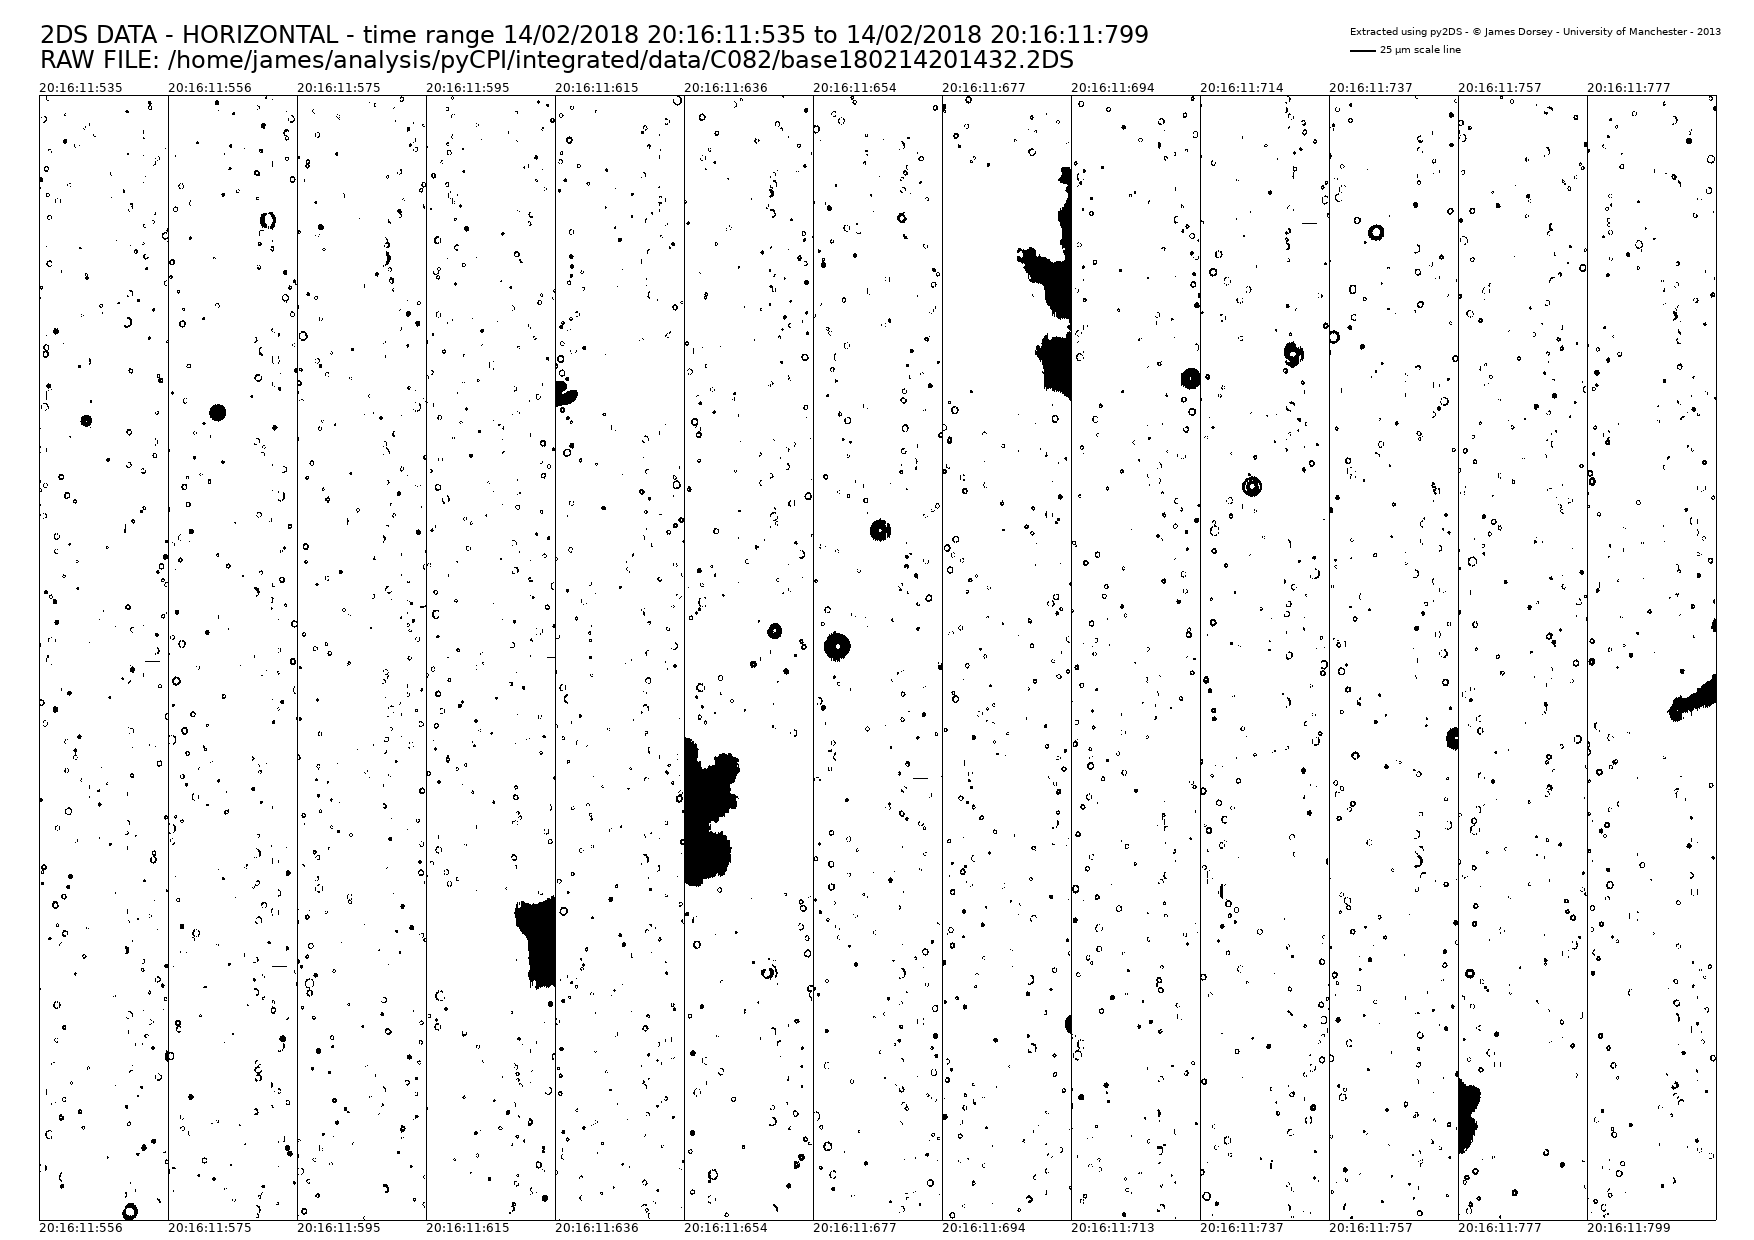 2DS DATA - HORIZONTAL - time range 14/02/2018 20:16:11:535 to 14/02/2018 20:16:11:799
RAW FILE: /home/james/analysis/pyCPI/integrated/data/C082/base180214201432.2DS
Extracted using py2DS - © James Dorsey - University of Manchester - 2013
25 µm scale line
20:16:11:535 20:16:11:556 20:16:11:575 20:16:11:595 20:16:11:615 20:16:11:636 20:16:11:654 20:16:11:677 20:16:11:694 20:16:11:714 20:16:11:737 20:16:11:757 20:16:11:777
20:16:11:556 20:16:11:575 20:16:11:595 20:16:11:615 20:16:11:636 20:16:11:654 20:16:11:677 20:16:11:694 20:16:11:713 20:16:11:737 20:16:11:757 20:16:11:777 20:16:11:799